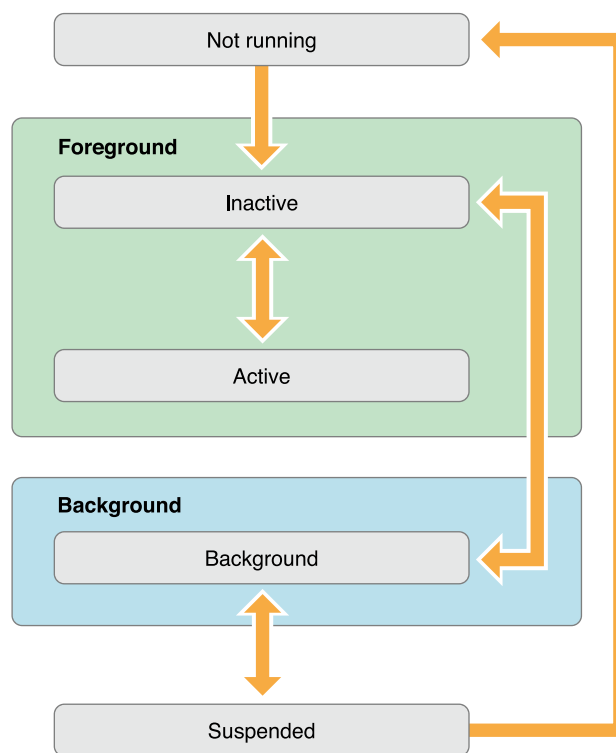 Not running
Foreground
Inactive
Active
Background
Background
Suspended